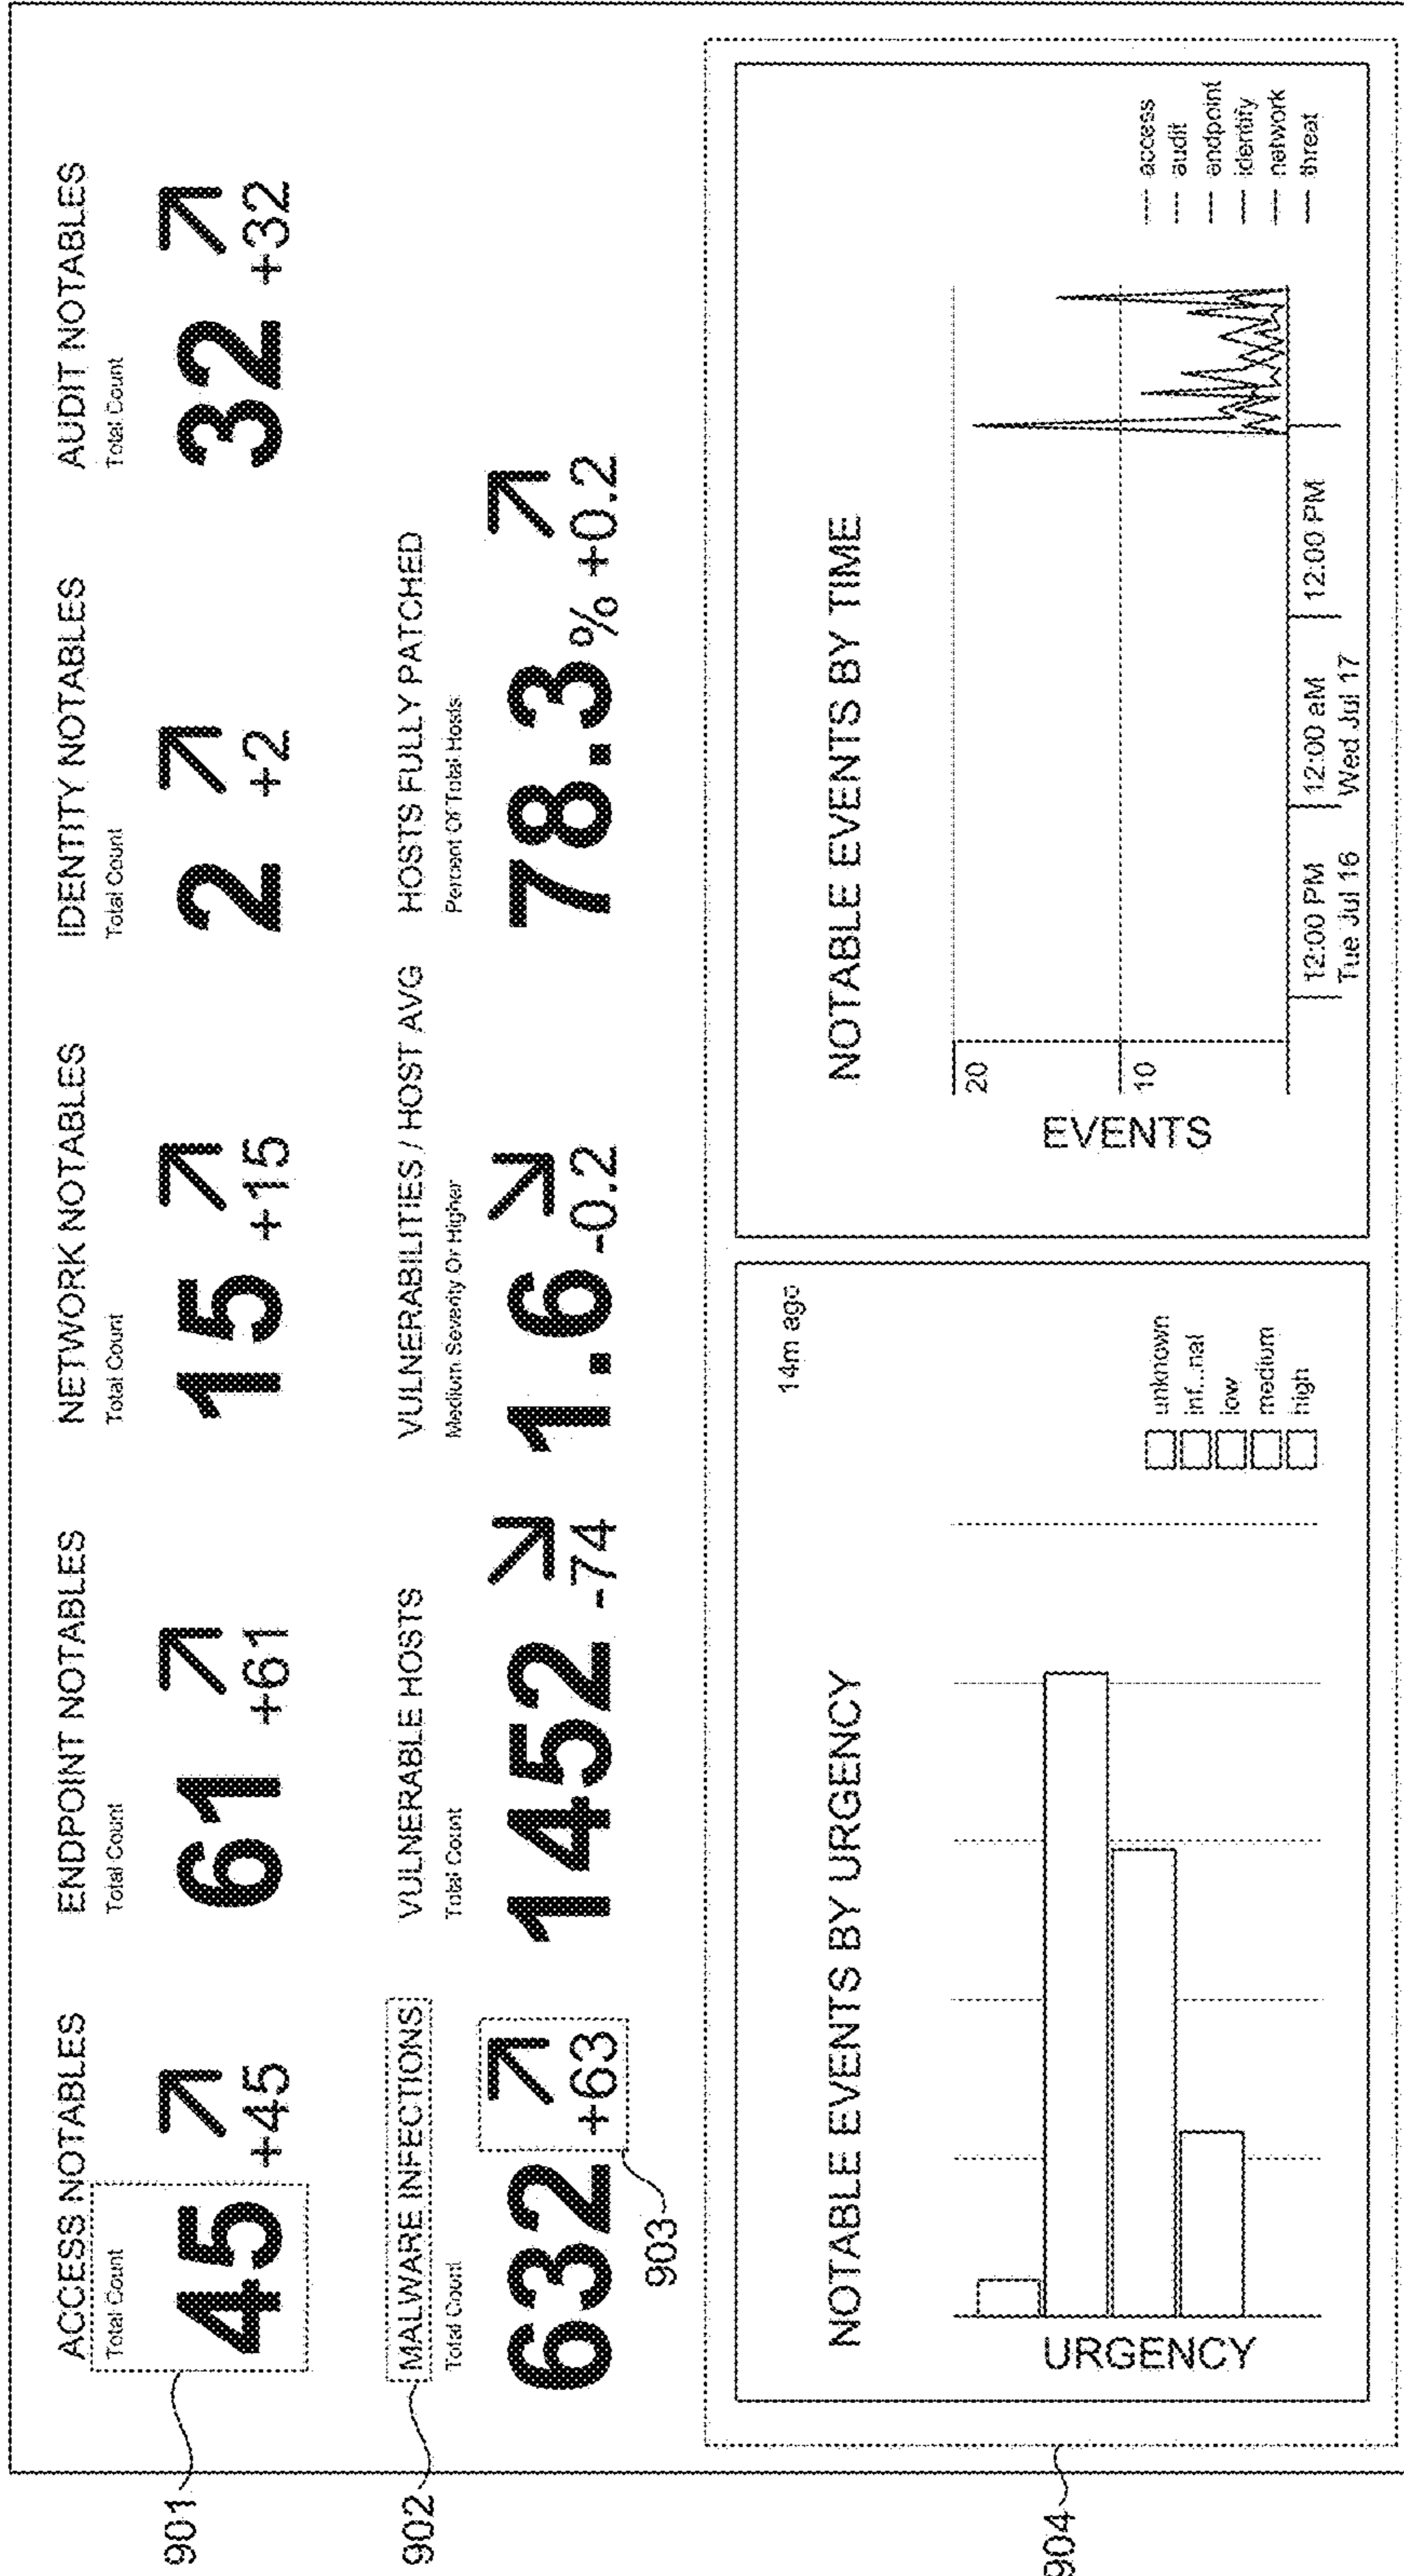 ACCESS NOTABLES
Total Count
45 +45
ENDPOINT NOTABLES
Total Count
61 +61
NETWORK NOTABLES
Total Count
15 +15
IDENTITY NOTABLES
Total Count
2 +2
AUDIT NOTABLES
Total Count
32 +32
901
MALWARE INFECTIONS
Total Count
632 +63
VULNERABLE HOSTS
Total Count
1452 -74
VULNERABILITIES / HOST AVG
Medium Severity Or Higher
1.6 -0.2
HOSTS FULLY PATCHED
Percent Of Total Hosts
78.3% +0.2
902
903
904
14m ago
NOTABLE EVENTS BY URGENCY
URGENCY
unknown
inf...nal
low
medium
high
NOTABLE EVENTS BY TIME
EVENTS
20
10
12:00 PM
Tue Jul 16
12:00 aM
Wed Jul 17
12:00 PM
access
audit
endpoint
identify
network
threat